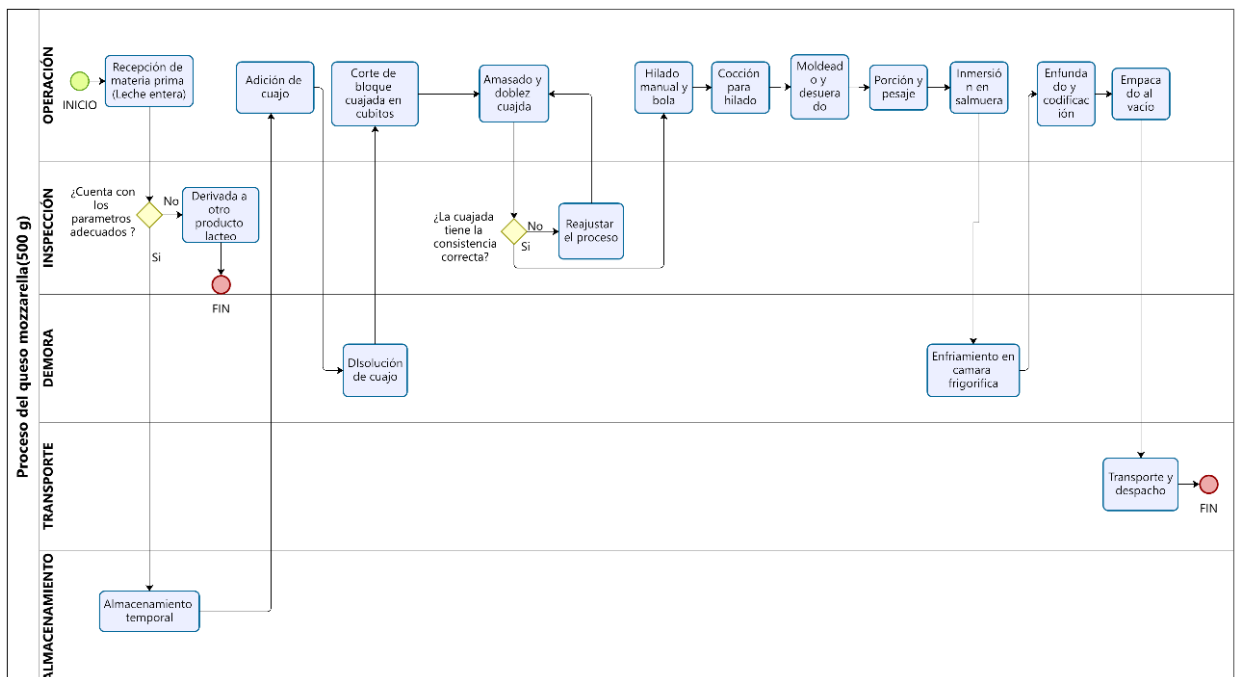 Proceso del queso mozzarella(500 g)
OPERACIÓN
INICIO
Recepción de
materia prima
(Leche entera)
Adición de
cuajo
Corte de
bloque
cuajada en
cubitos
Amasado y
doblez
cuajda
Hilado
manual y
bola
Cocción
para
hilado
Moldead
o y
desuera
do
Porción y
pesaje
Inmersió
n en
salmuera
Enfunda
do y
codificac
ión
Empaca
do al
vacío
INSPECCIÓN
¿Cuenta con
los
parametros
adecuados ?
No
Si
Derivada a
otro
producto
lacteo
FIN
¿La cuajada
tiene la
consistencia
correcta?
No
Si
Reajustar
el proceso
DEMORA
DIsolución
de cuajo
Enfriamiento en
camara
frigorifica
TRANSPORTE
Transporte y
despacho
FIN
ALMACENAMIENTO
Almacenamiento
temporal